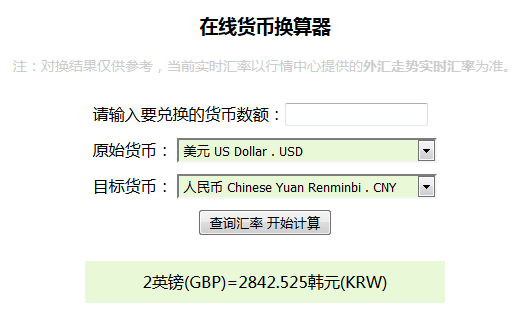 在线货币换算器
注：对换结果仅供参考，当前实时汇率以行情中心提供的外汇走势实时汇率为准。
请输入要兑换的货币数额：
原始货币： 美元 US Dollar . USD
目标货币： 人民币 Chinese Yuan Renminbi . CNY
查询汇率 开始计算
2英镑(GBP)=2842.525韩元(KRW)